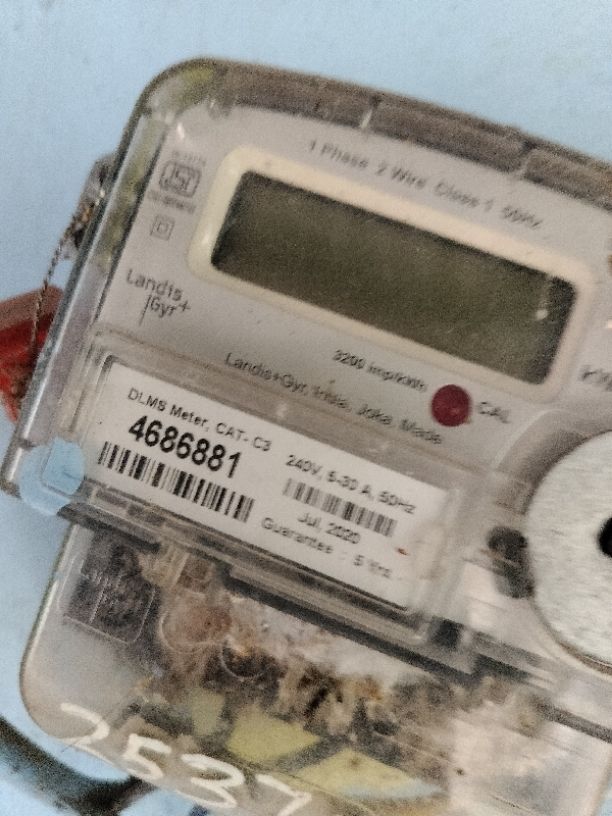 1 Phase 2 Wire Class 1 50Hz
ISI
Landis
Gyr+
3200 imp/kWh
CAL
Landis+Gyr, India, Joka, Made
DLMS Meter, CAT- C3
4686881
240V, 5-30 A, 50Hz
Jul, 2020
Guarantee : 5 Yrs.
2537